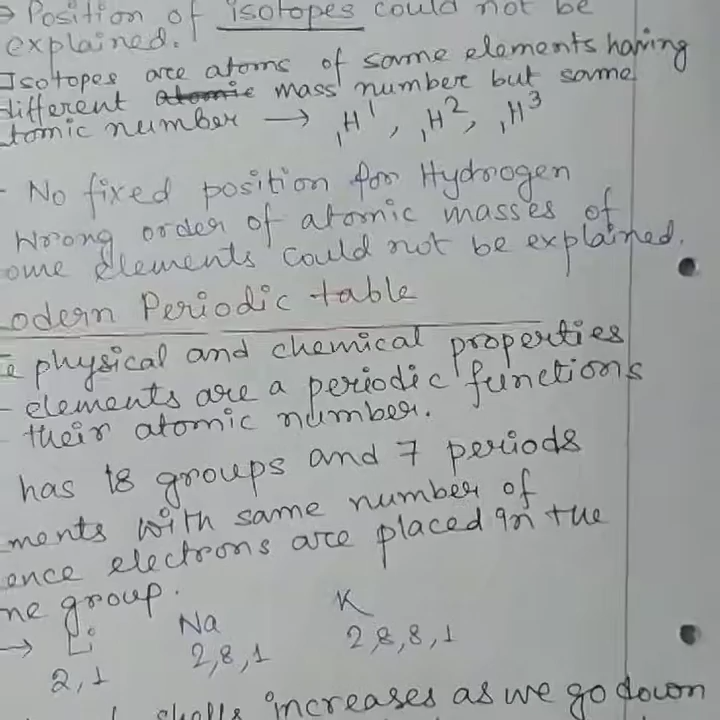 → Position of isotopes could not be
explained.
Isotopes are atoms of same elements having
different atomic mass number but same
tomic number → ₁H¹, ₁H², ₁H³
- No fixed position for Hydrogen
Wrong order of atomic masses of
ome elements could not be explained.
odern Periodic table
e physical and chemical properties
- elements are a periodic functions
- their atomic number.
has 18 groups and 7 periods
ments with same number of
ence electrons are placed in the
me group.
→ Li Na K
2,1 2,8,1 2,8,8,1
shells increases as we go down